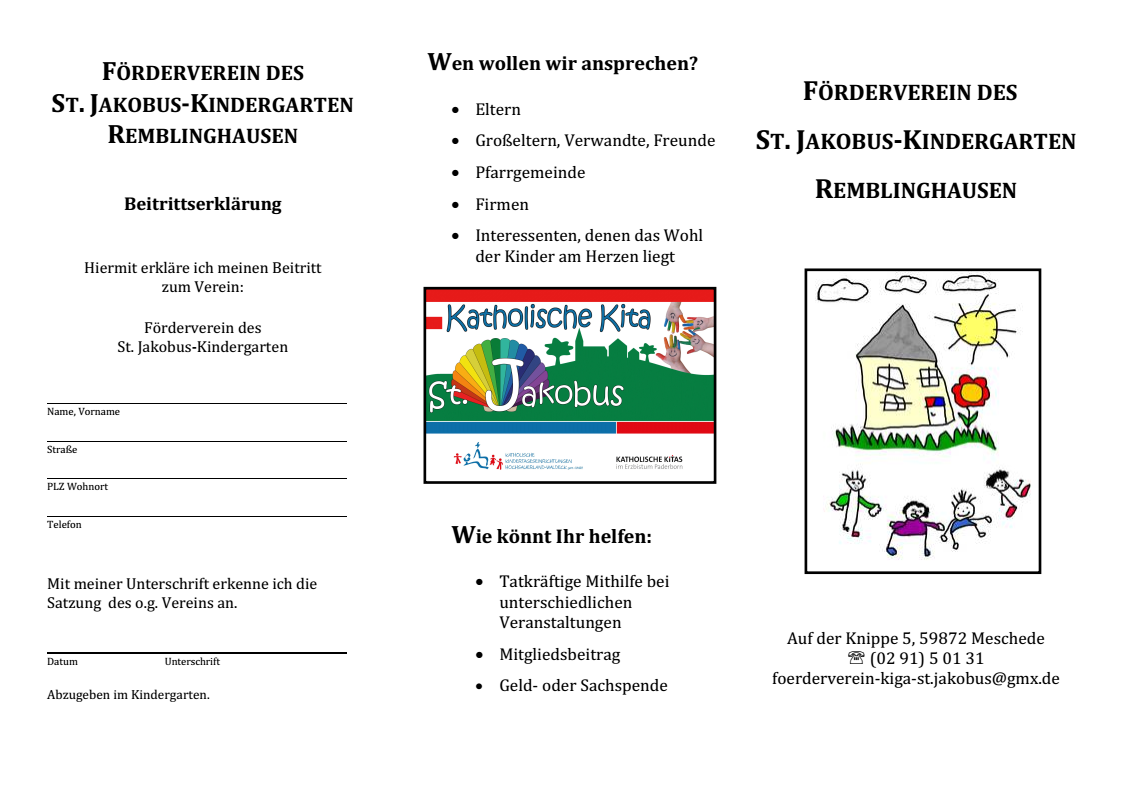 FÖRDERVEREIN DES
ST. JAKOBUS-KINDERGARTEN
REMBLINGHAUSEN
Beitrittserklärung
Hiermit erkläre ich meinen Beitritt
zum Verein:
Förderverein des
St. Jakobus-Kindergarten
Name, Vorname
Straße
PLZ Wohnort
Telefon
Mit meiner Unterschrift erkenne ich die
Satzung des o.g. Vereins an.
Datum Unterschrift
Abzugeben im Kindergarten.
Wen wollen wir ansprechen?
• Eltern
• Großeltern, Verwandte, Freunde
• Pfarrgemeinde
• Firmen
• Interessenten, denen das Wohl
der Kinder am Herzen liegt
Katholische Kita
St. Jakobus
KATHOLISCHE
KINDERTAGESEINRICHTUNGEN
HOCHSAUERLAND-WALDECK
KATHOLISCHE KITAS
im Erzbistum Paderborn
Wie könnt Ihr helfen:
• Tatkräftige Mithilfe bei
unterschiedlichen
Veranstaltungen
• Mitgliedsbeitrag
• Geld- oder Sachspende
FÖRDERVEREIN DES
ST. JAKOBUS-KINDERGARTEN
REMBLINGHAUSEN
Auf der Knippe 5, 59872 Meschede
☏ (02 91) 5 01 31
foerderverein-kiga-st.jakobus@gmx.de